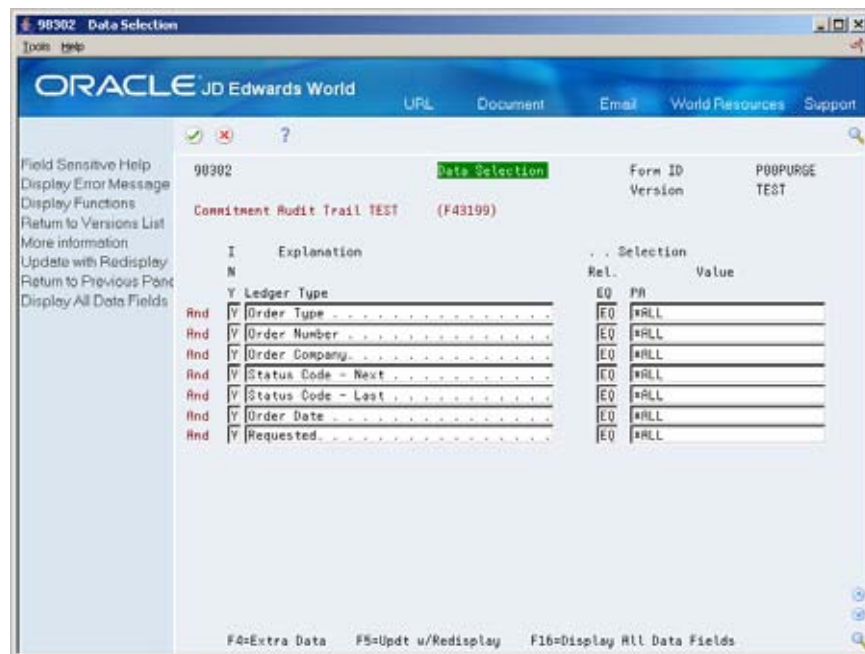 98302 Data Selection
Tools Help
ORACLE JD Edwards World
URL Document Email World Resources Support
Field Sensitive Help
Display Error Message
Display Functions
Return to Versions List
More information
Update with Redisplay
Return to Previous Pane
Display All Data Fields
98302 Data Selection Form ID P00PURGE
Version TEST
Commitment Audit Trail TEST (F43199)
I Explanation . . Selection
N Rel. Value
Y Ledger Type EQ PA
And Y Order Type . . . . . . . . . . . . . . . . EQ *ALL
And Y Order Number . . . . . . . . . . . . . . . EQ *ALL
And Y Order Company. . . . . . . . . . . . . . . EQ *ALL
And Y Status Code - Next . . . . . . . . . . . . EQ *ALL
And Y Status Code - Last . . . . . . . . . . . . EQ *ALL
And Y Order Date . . . . . . . . . . . . . . . . EQ *ALL
And Y Requested. . . . . . . . . . . . . . . . . EQ *ALL
F4=Extra Data F5=Updt w/Redisplay F16=Display All Data Fields